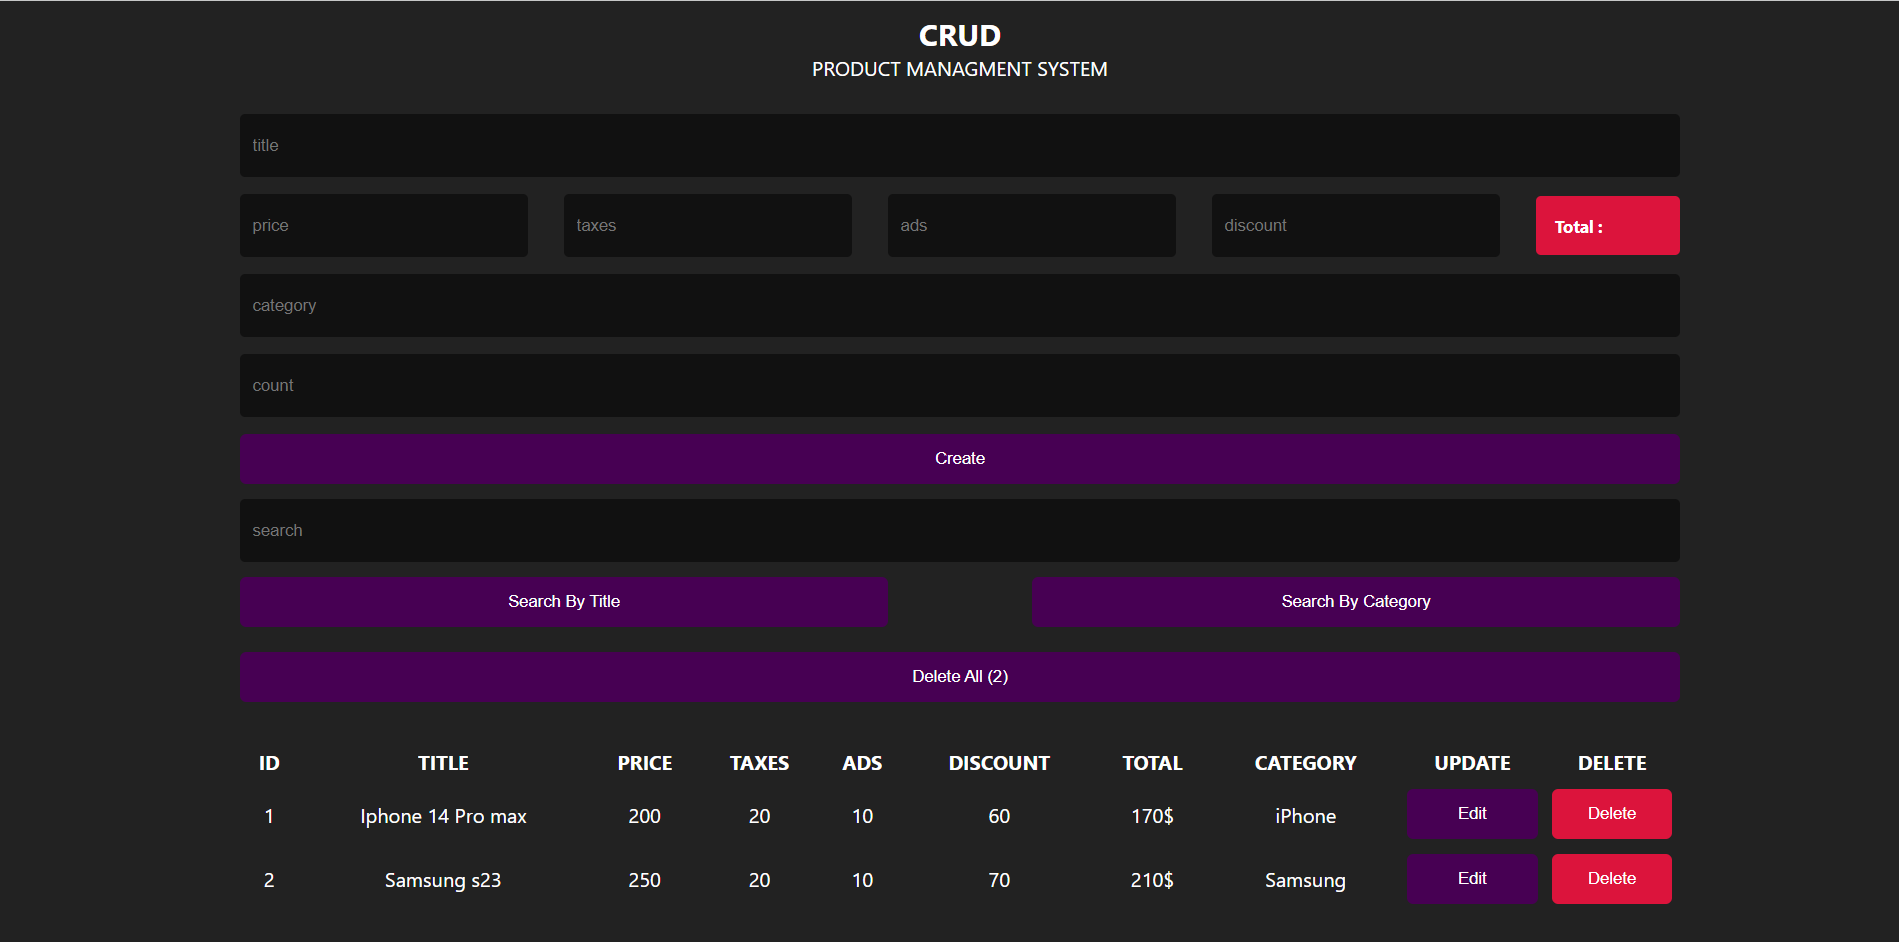 CRUD
PRODUCT MANAGMENT SYSTEM
title
price taxes ads discount Total :
category
count
Create
search
Search By Title Search By Category
Delete All (2)
ID TITLE PRICE TAXES ADS DISCOUNT TOTAL CATEGORY UPDATE DELETE
1 Iphone 14 Pro max 200 20 10 60 170$ iPhone Edit Delete
2 Samsung s23 250 20 10 70 210$ Samsung Edit Delete